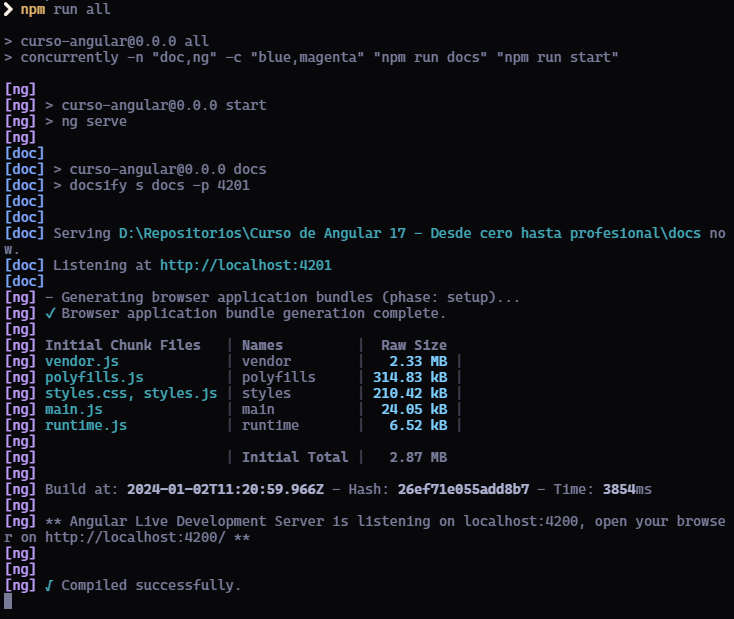 ❯ npm run all
> curso-angular@0.0.0 all
> concurrently -n "doc,ng" -c "blue,magenta" "npm run docs" "npm run start"
[ng]
[ng] > curso-angular@0.0.0 start
[ng] > ng serve
[ng]
[doc]
[doc] > curso-angular@0.0.0 docs
[doc] > docsify s docs -p 4201
[doc]
[doc]
[doc] Serving D:\Repositorios\Curso de Angular 17 - Desde cero hasta profesional\docs no
w.
[doc] Listening at http://localhost:4201
[doc]
[ng] - Generating browser application bundles (phase: setup)...
[ng] ✓ Browser application bundle generation complete.
[ng]
[ng] Initial Chunk Files   | Names         |  Raw Size
[ng] vendor.js             | vendor        |   2.33 MB |
[ng] polyfills.js          | polyfills     | 314.83 kB |
[ng] styles.css, styles.js | styles        | 210.42 kB |
[ng] main.js               | main          |  24.05 kB |
[ng] runtime.js            | runtime       |   6.52 kB |
[ng]
[ng]                       | Initial Total |   2.87 MB
[ng]
[ng] Build at: 2024-01-02T11:20:59.966Z - Hash: 26ef71e055add8b7 - Time: 3854ms
[ng]
[ng] ** Angular Live Development Server is listening on localhost:4200, open your browse
r on http://localhost:4200/ **
[ng]
[ng]
[ng] √ Compiled successfully.